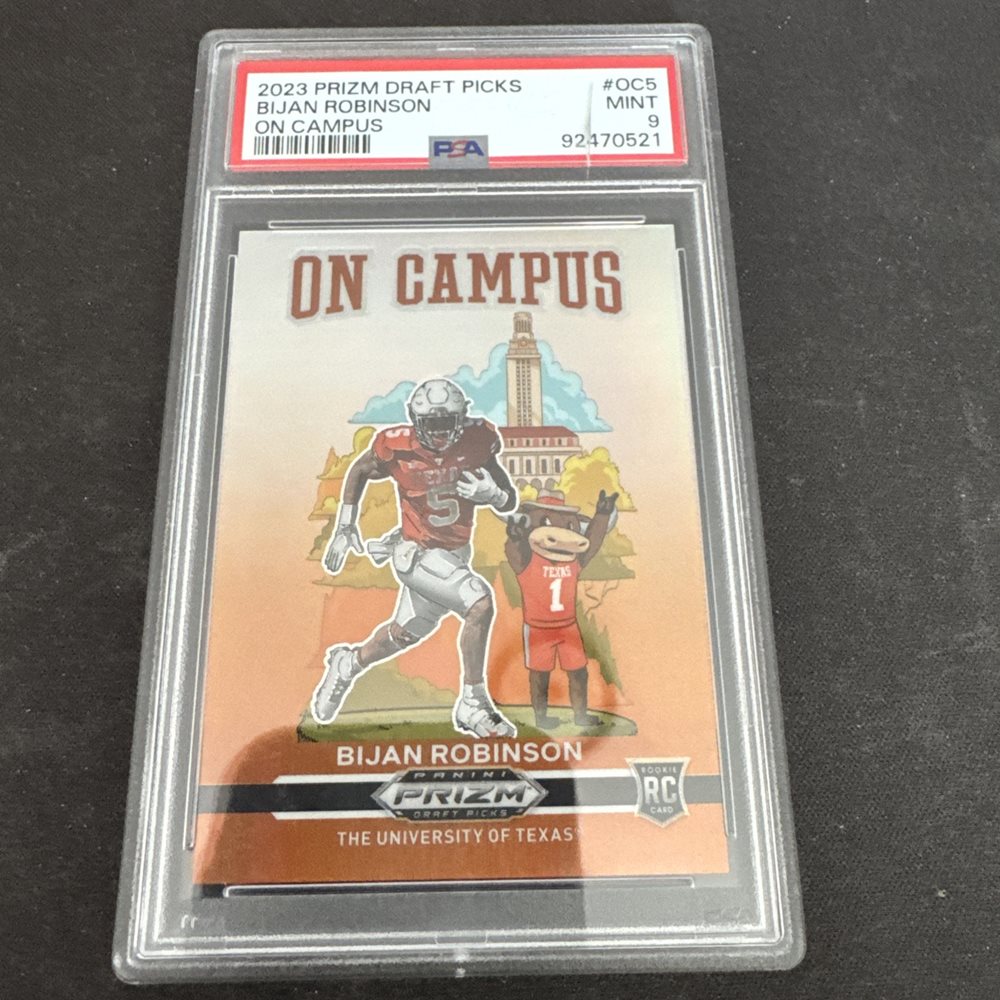 2023 PRIZM DRAFT PICKS #OC5
BIJAN ROBINSON MINT
ON CAMPUS 9
PSA 92470521
ON CAMPUS
5
5
TEXAS
1
BIJAN ROBINSON
PANINI
PRIZM
DRAFT PICKS
ROOKIE
RC
CARD
THE UNIVERSITY OF TEXAS